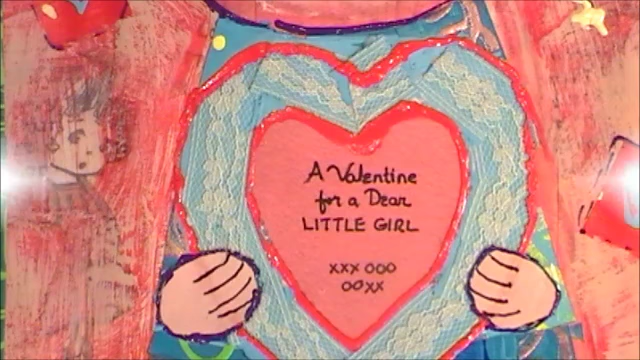 A Valentine
for a Dear
LITTLE GIRL
XXX OOO
OOXX